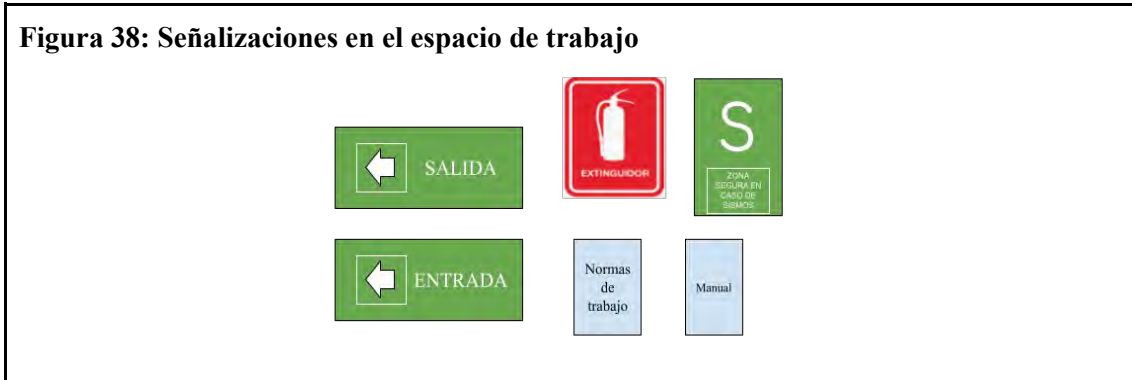 Figura 38: Señalizaciones en el espacio de trabajo
SALIDA
EXTINGUIDOR
S
ZONA
SEGURA EN
CASO DE
SISMOS
ENTRADA
Normas
de
trabajo
Manual